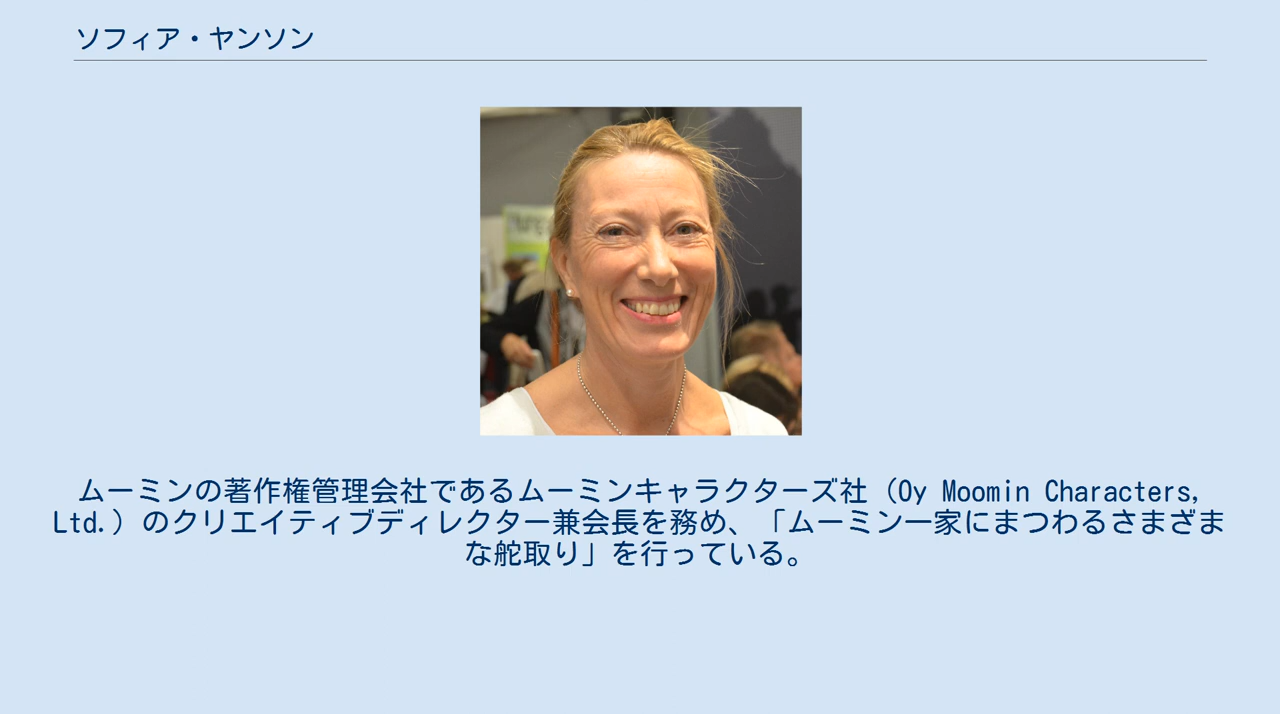 ソフィア・ヤンソン
ムーミンの著作権管理会社であるムーミンキャラクターズ社（Oy Moomin Characters,
Ltd.）のクリエイティブディレクター兼会長を務め、「ムーミン一家にまつわるさまざま
な舵取り」を行っている。